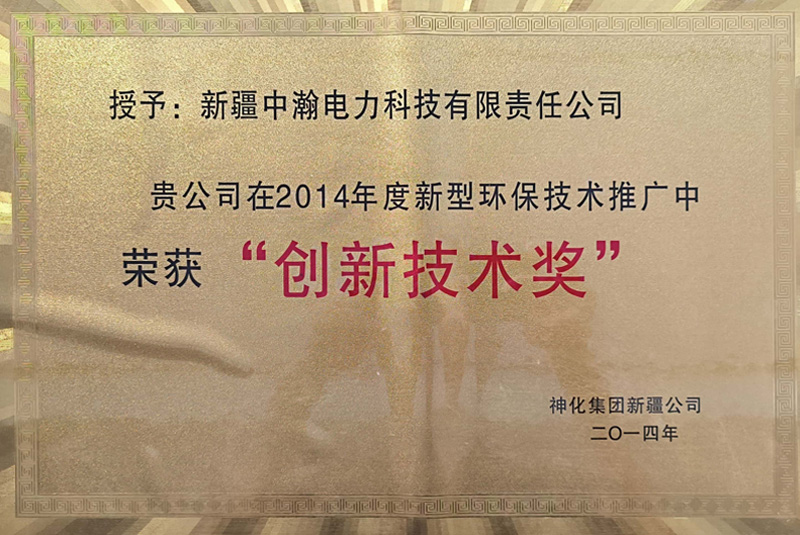 授予：新疆中瀚电力科技有限责任公司
贵公司在2014年度新型环保技术推广中
荣获“创新技术奖”
神化集团新疆公司
二〇一四年